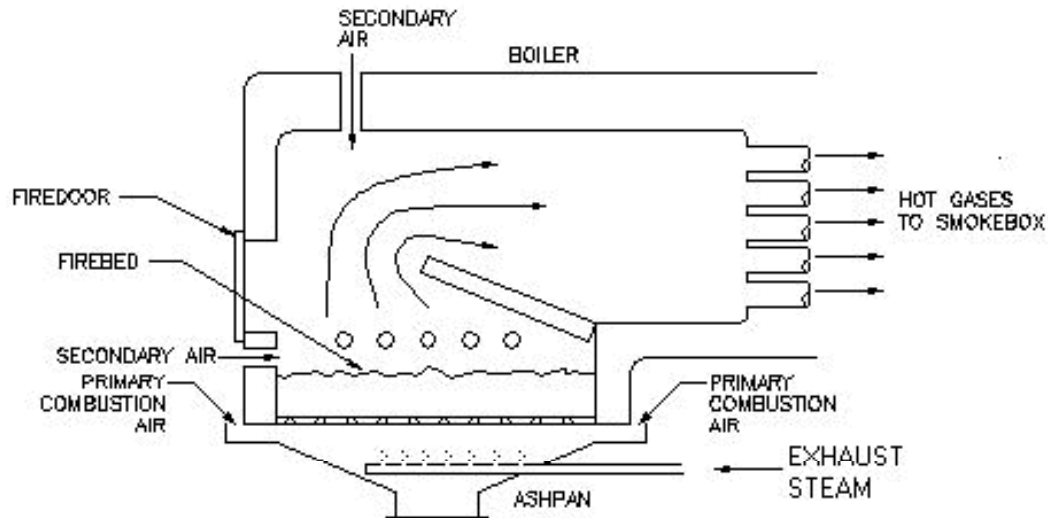 SECONDARY
AIR
BOILER
FIREDOOR
HOT GASES
TO SMOKEBOX
FIREBED
SECONDARY AIR
PRIMARY
COMBUSTION
AIR
PRIMARY
COMBUSTION
AIR
EXHAUST
STEAM
ASHPAN